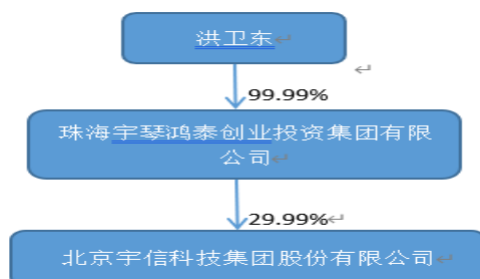 洪卫东
99.99%
珠海宇琴鸿泰创业投资集团有限
公司
29.99%
北京宇信科技集团股份有限公司